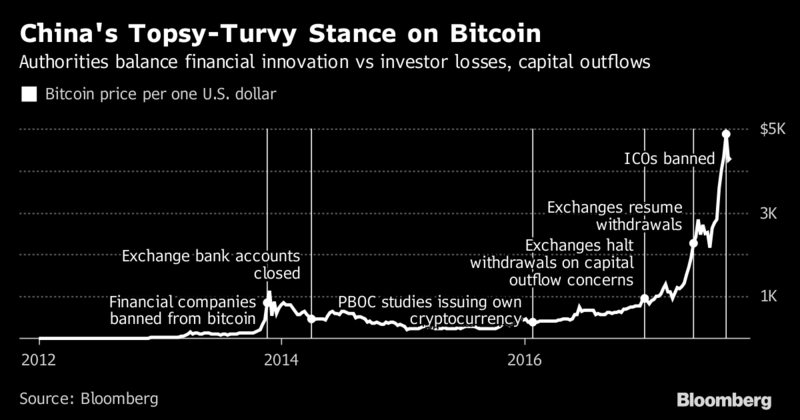 China's Topsy-Turvy Stance on Bitcoin
Authorities balance financial innovation vs investor losses, capital outflows
Bitcoin price per one U.S. dollar
$5K
ICOs banned
3K
Exchanges resume
withdrawals
Exchanges halt
withdrawals on capital
outflow concerns
Exchange bank accounts
closed
Financial companies
banned from bitcoin
PBOC studies issuing own
cryptocurrency
1K
2012
2014
2016
Source: Bloomberg
Bloomberg